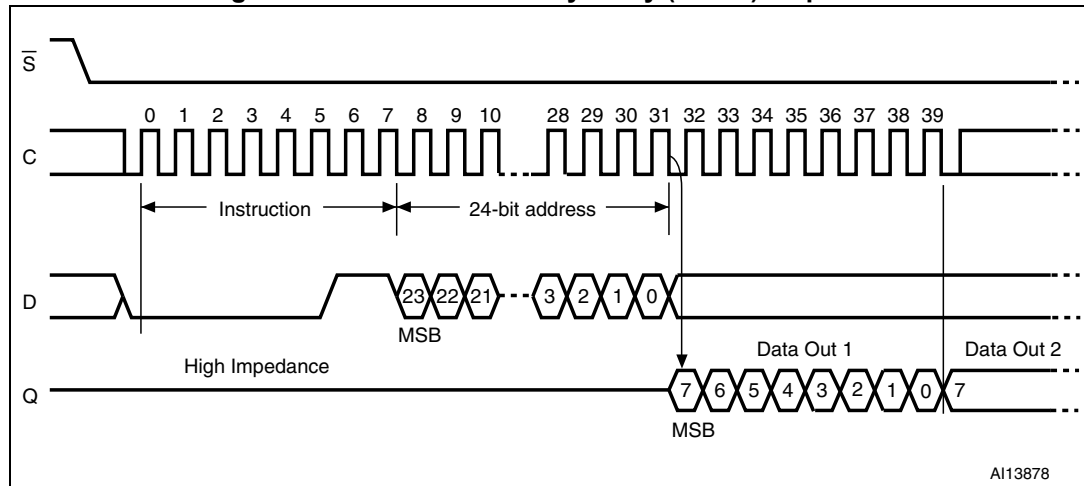 S
0 1 2 3 4 5 6 7 8 9 10 28 29 30 31 32 33 34 35 36 37 38 39
C
Instruction 24-bit address
D
23 22 21 3 2 1 0
MSB
High Impedance
Data Out 1 Data Out 2
Q
7 6 5 4 3 2 1 0 7
MSB
AI13878